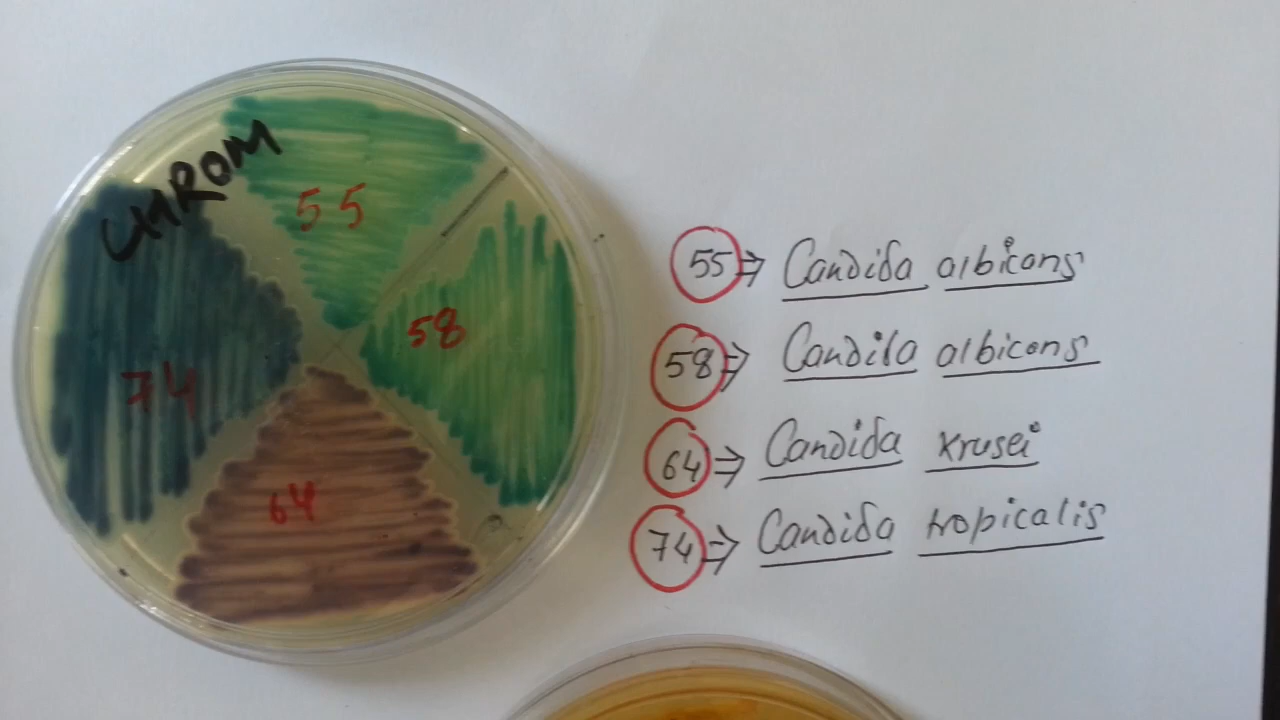 CHROM
55
58
74
64
55 ⇒ Candida albicans
58 ⇒ Candida albicans
64 ⇒ Candida krusei
74 ⇒ Candida tropicalis